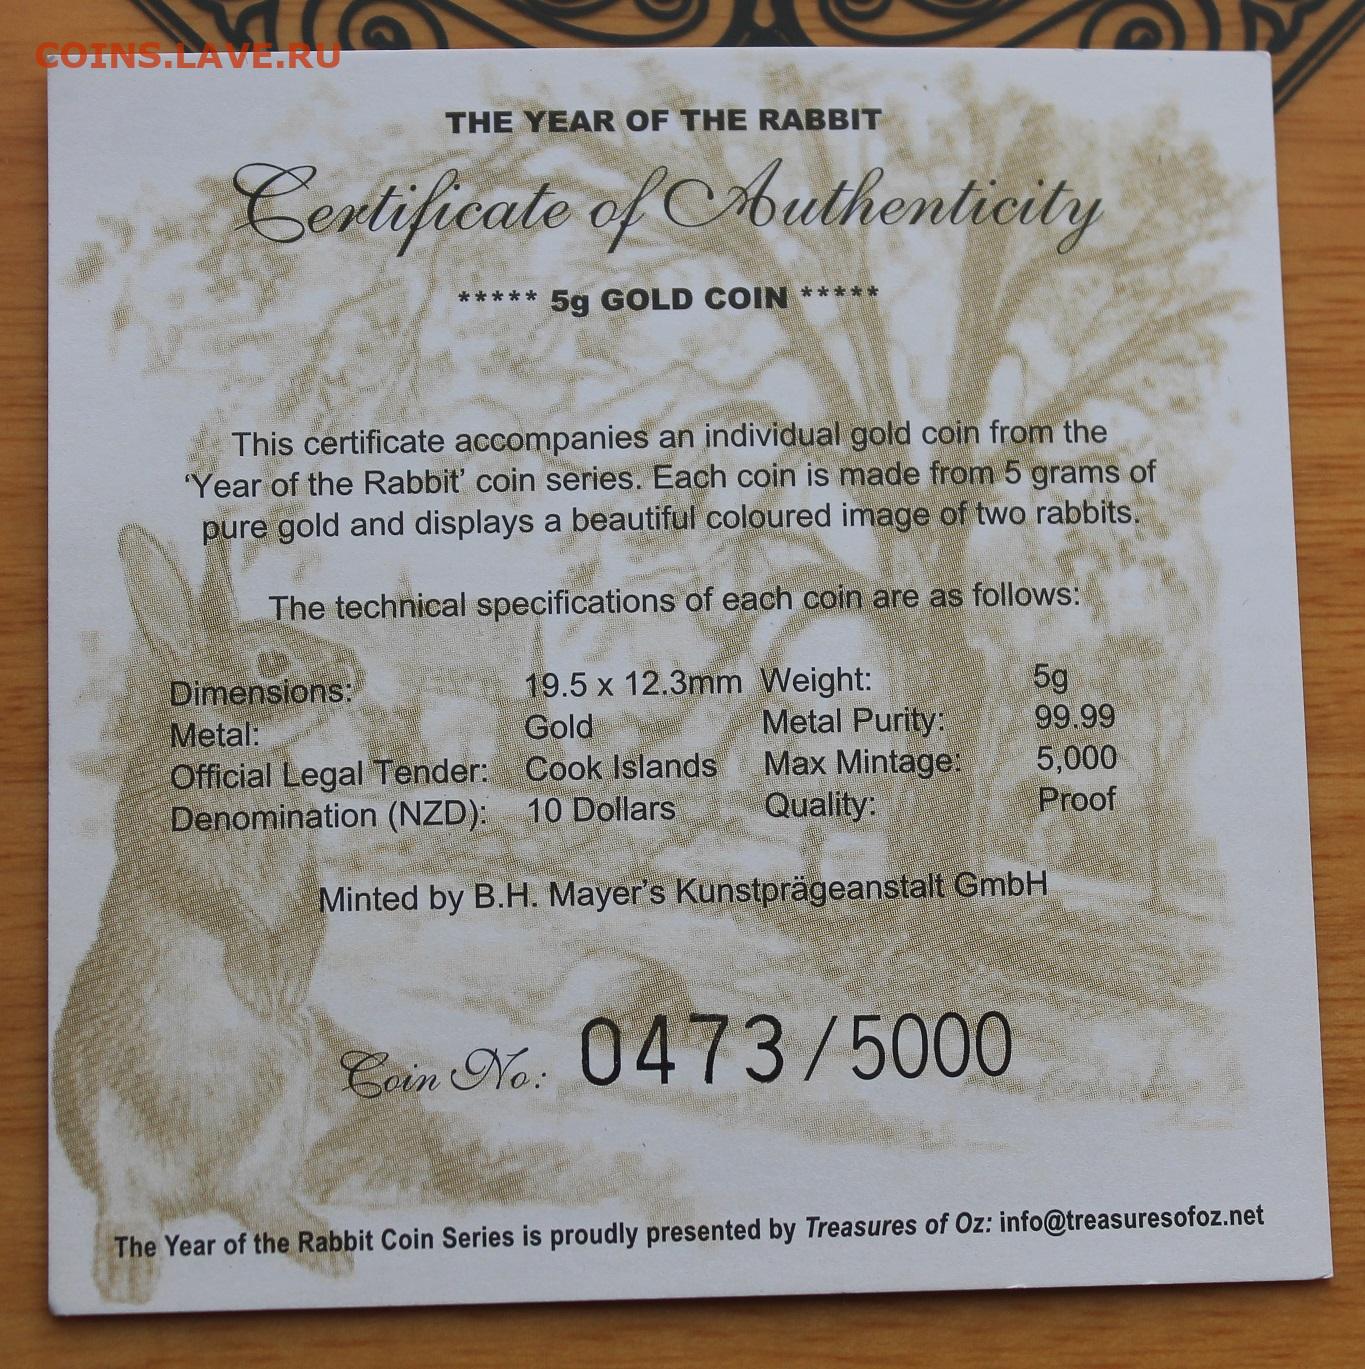 COINS.LAVE.RU
THE YEAR OF THE RABBIT
Certificate of Authenticity
***** 5g GOLD COIN *****
This certificate accompanies an individual gold coin from the
‘Year of the Rabbit’ coin series. Each coin is made from 5 grams of
pure gold and displays a beautiful coloured image of two rabbits.
The technical specifications of each coin are as follows:
Dimensions: 19.5 x 12.3mm Weight: 5g
Metal: Gold Metal Purity: 99.99
Official Legal Tender: Cook Islands Max Mintage: 5,000
Denomination (NZD): 10 Dollars Quality: Proof
Minted by B.H. Mayer’s Kunstprägeanstalt GmbH
Coin No.: 0473/5000
The Year of the Rabbit Coin Series is proudly presented by Treasures of Oz: info@treasuresofoz.net